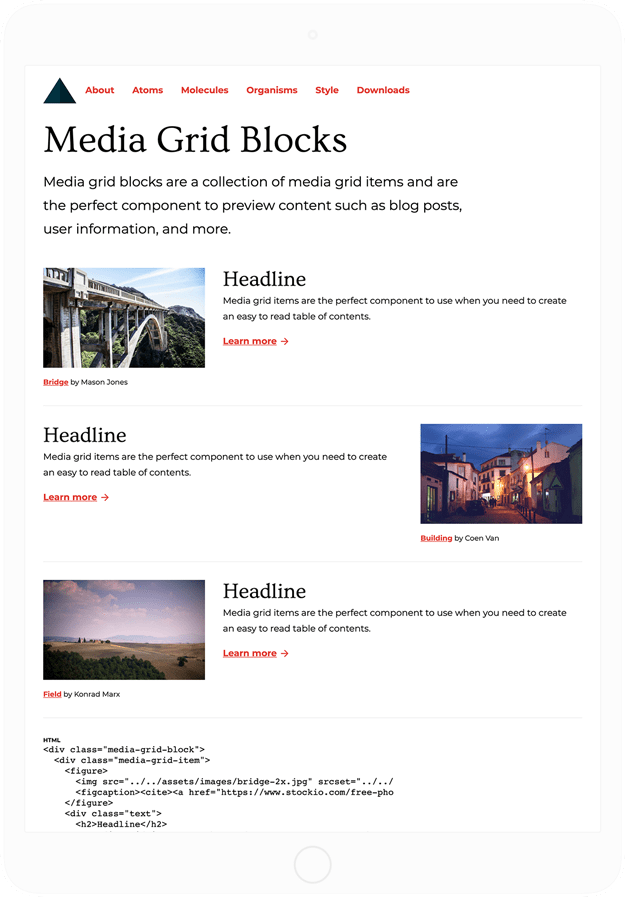 About Atoms Molecules Organisms Style Downloads
Media Grid Blocks
Media grid blocks are a collection of media grid items and are
the perfect component to preview content such as blog posts,
user information, and more.
Headline
Media grid items are the perfect component to use when you need to create
an easy to read table of contents.
Learn more →
Bridge by Mason Jones
Headline
Media grid items are the perfect component to use when you need to create
an easy to read table of contents.
Learn more →
Building by Coen Van
Headline
Media grid items are the perfect component to use when you need to create
an easy to read table of contents.
Learn more →
Field by Konrad Marx
HTML
<div class="media-grid-block">
<div class="media-grid-item">
<figure>
<img src="../../assets/images/bridge-2x.jpg" srcset="../../
<figcaption><cite><a href="https://www.stockio.com/free-pho
</figure>
<div class="text">
<h2>Headline</h2>